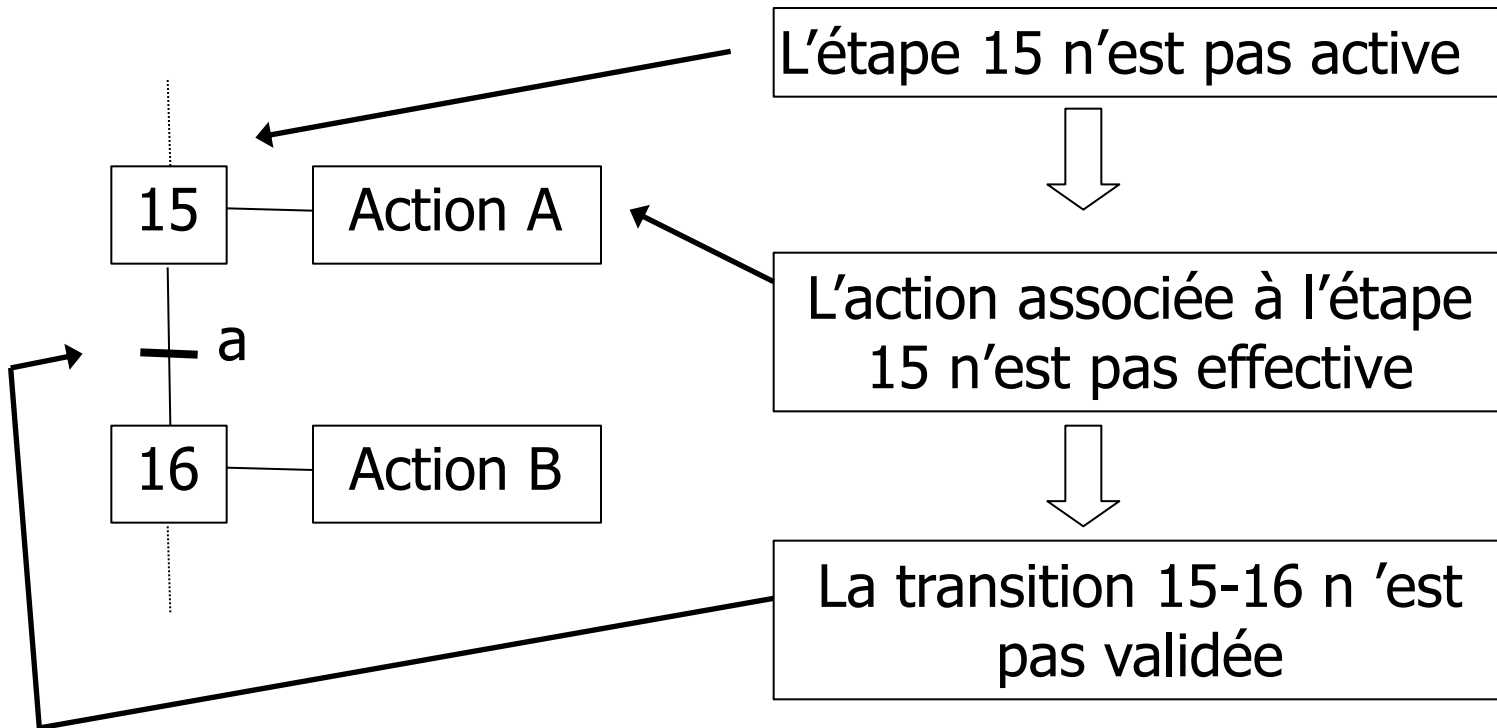 L’étape 15 n’est pas active
15
Action A
L’action associée à l’étape
15 n’est pas effective
a
16
Action B
La transition 15-16 n ’est
pas validée